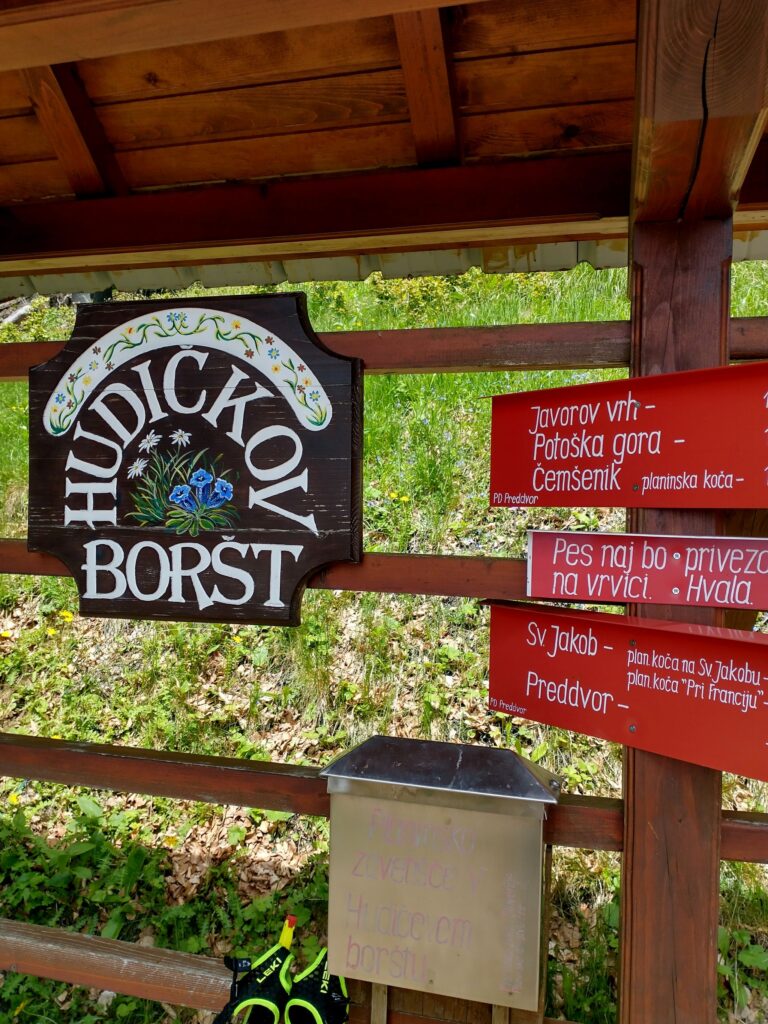 HUDIČKOV
BORŠT
Javorov vrh -
Potoška gora -
Čemšenik planinska koča -
PD Preddvor
Pes naj bo privezan
na vrvici. Hvala.
Sv. Jakob - plan. koča na Sv. Jakobu -
Preddvor - plan. koča "Pri Franciju" -
PD Preddvor
zavetišče v
Hudičevem
borštu
LEKI
LEKI